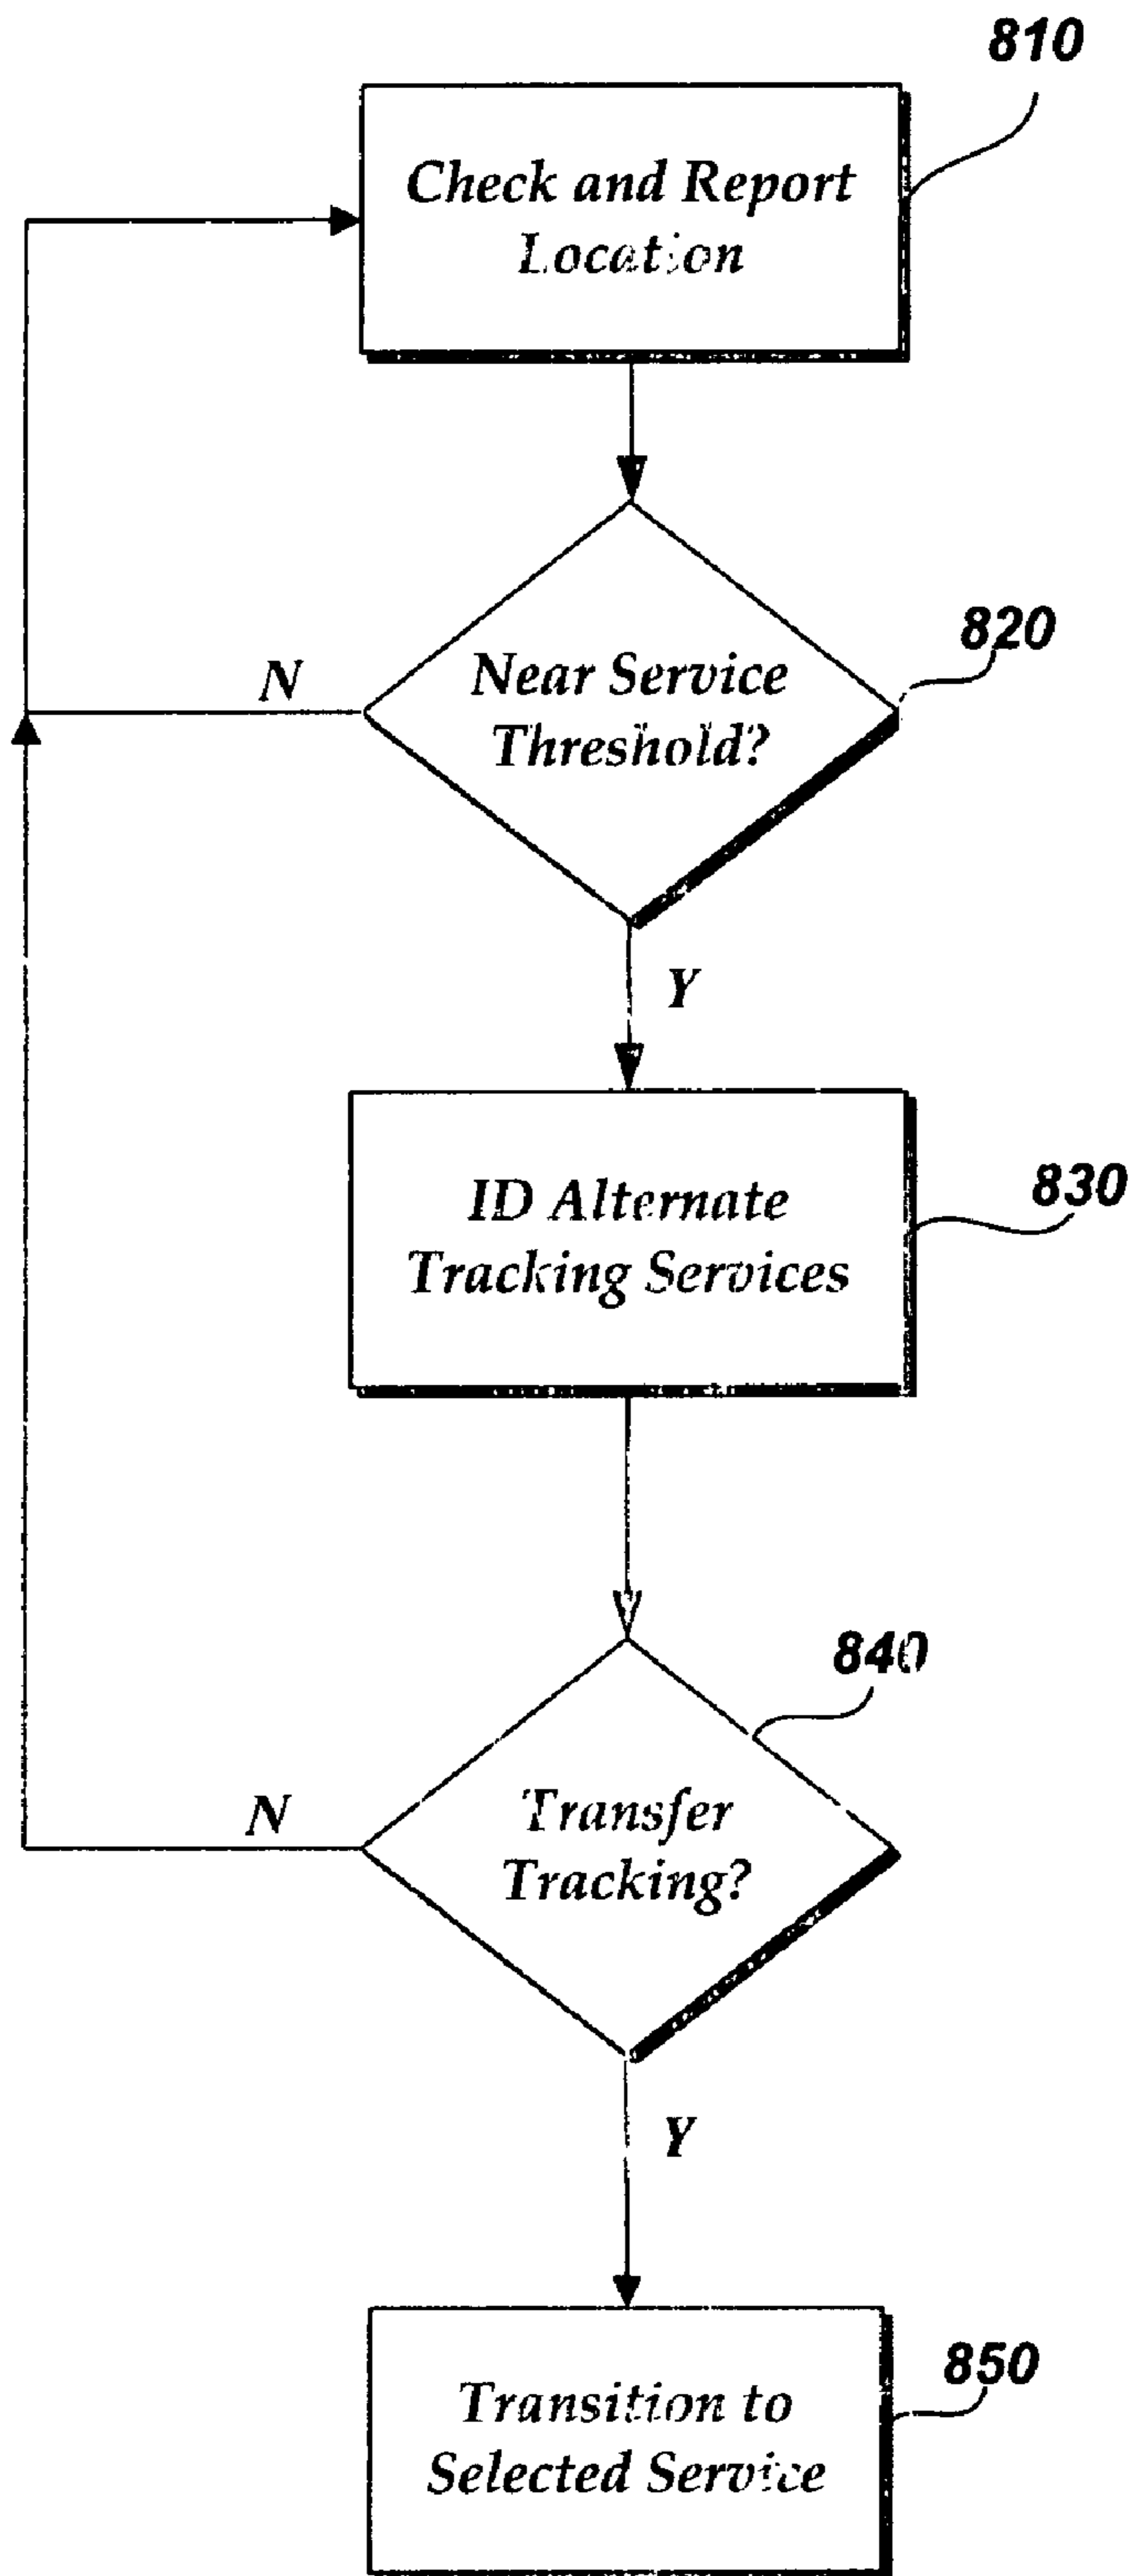 810
Check and Report
Location
820
N
Near Service
Threshold?
Y
830
ID Alternate
Tracking Services
840
N
Transfer
Tracking?
Y
850
Transition to
Selected Service